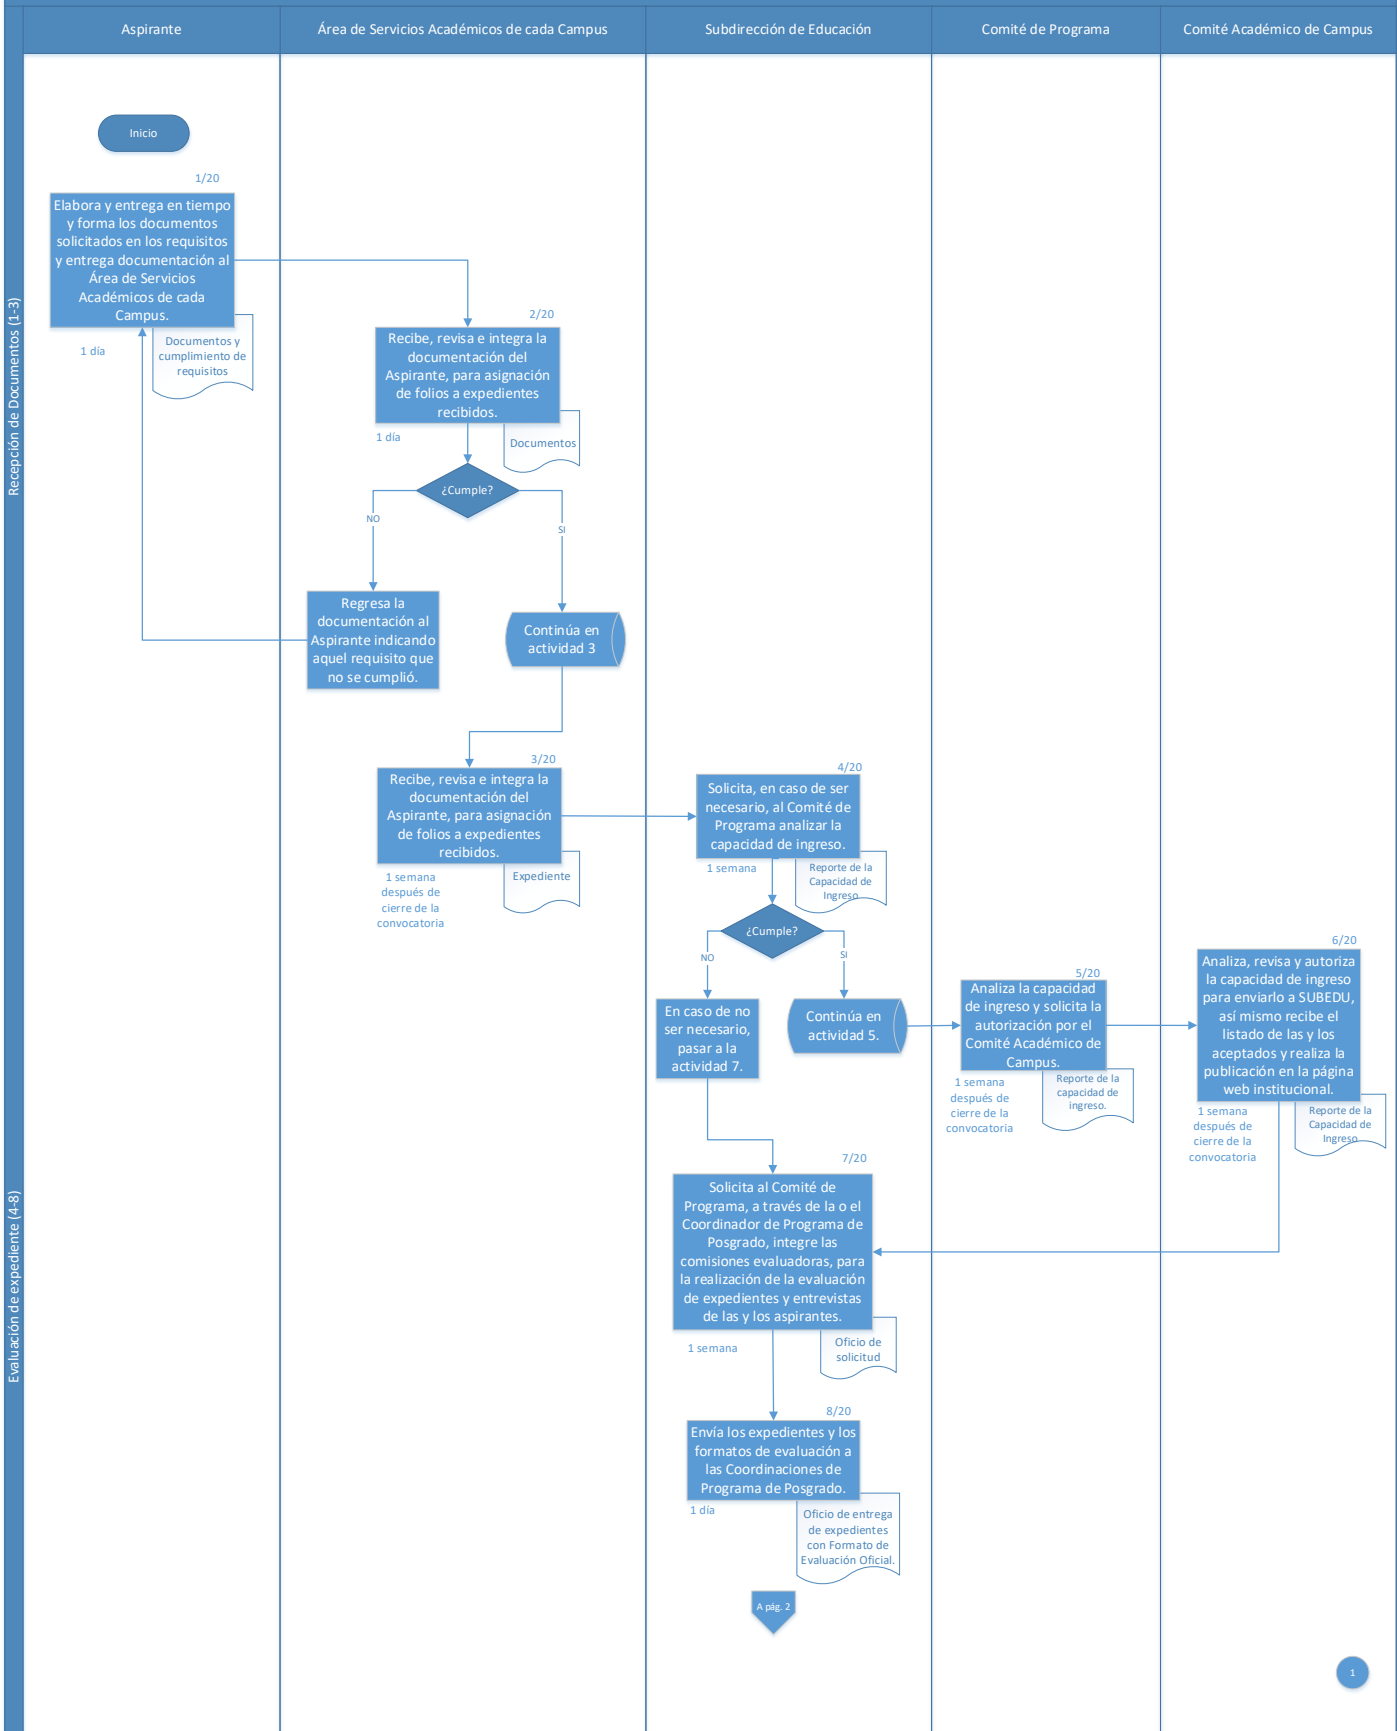 Aspirante
Área de Servicios Académicos de cada Campus
Subdirección de Educación
Comité de Programa
Comité Académico de Campus
Recepción de Documentos (1-3)
Inicio
1/20
Elabora y entrega en tiempo
y forma los documentos
solicitados en los requisitos
y entrega documentación al
Área de Servicios
Académicos de cada
Campus.
1 día
Documentos y
cumplimiento de
requisitos
2/20
Recibe, revisa e integra la
documentación del
Aspirante, para asignación
de folios a expedientes
recibidos.
1 día
Documentos
¿Cumple?
NO
SI
Regresa la
documentación al
Aspirante indicando
aquel requisito que
no se cumplió.
Continúa en
actividad 3
3/20
Recibe, revisa e integra la
documentación del
Aspirante, para asignación
de folios a expedientes
recibidos.
1 semana
después de
cierre de la
convocatoria
Expediente
Evaluación de expediente (4-8)
4/20
Solicita, en caso de ser
necesario, al Comité de
Programa analizar la
capacidad de ingreso.
1 semana
Reporte de la
Capacidad de
Ingreso
¿Cumple?
NO
SI
En caso de no
ser necesario,
pasar a la
actividad 7.
Continúa en
actividad 5.
5/20
Analiza la capacidad
de ingreso y solicita la
autorización por el
Comité Académico de
Campus.
1 semana
después de
cierre de la
convocatoria
Reporte de la
capacidad de
ingreso.
6/20
Analiza, revisa y autoriza
la capacidad de ingreso
para enviarlo a SUBEDU,
así mismo recibe el
listado de las y los
aceptados y realiza la
publicación en la página
web institucional.
1 semana
después de
cierre de la
convocatoria
Reporte de la
Capacidad de
Ingreso
7/20
Solicita al Comité de
Programa, a través de la o el
Coordinador de Programa de
Posgrado, integre las
comisiones evaluadoras, para
la realización de la evaluación
de expedientes y entrevistas
de las y los aspirantes.
1 semana
Oficio de
solicitud
8/20
Envía los expedientes y los
formatos de evaluación a
las Coordinaciones de
Programa de Posgrado.
1 día
Oficio de entrega
de expedientes
con Formato de
Evaluación Oficial.
A pág. 2
1